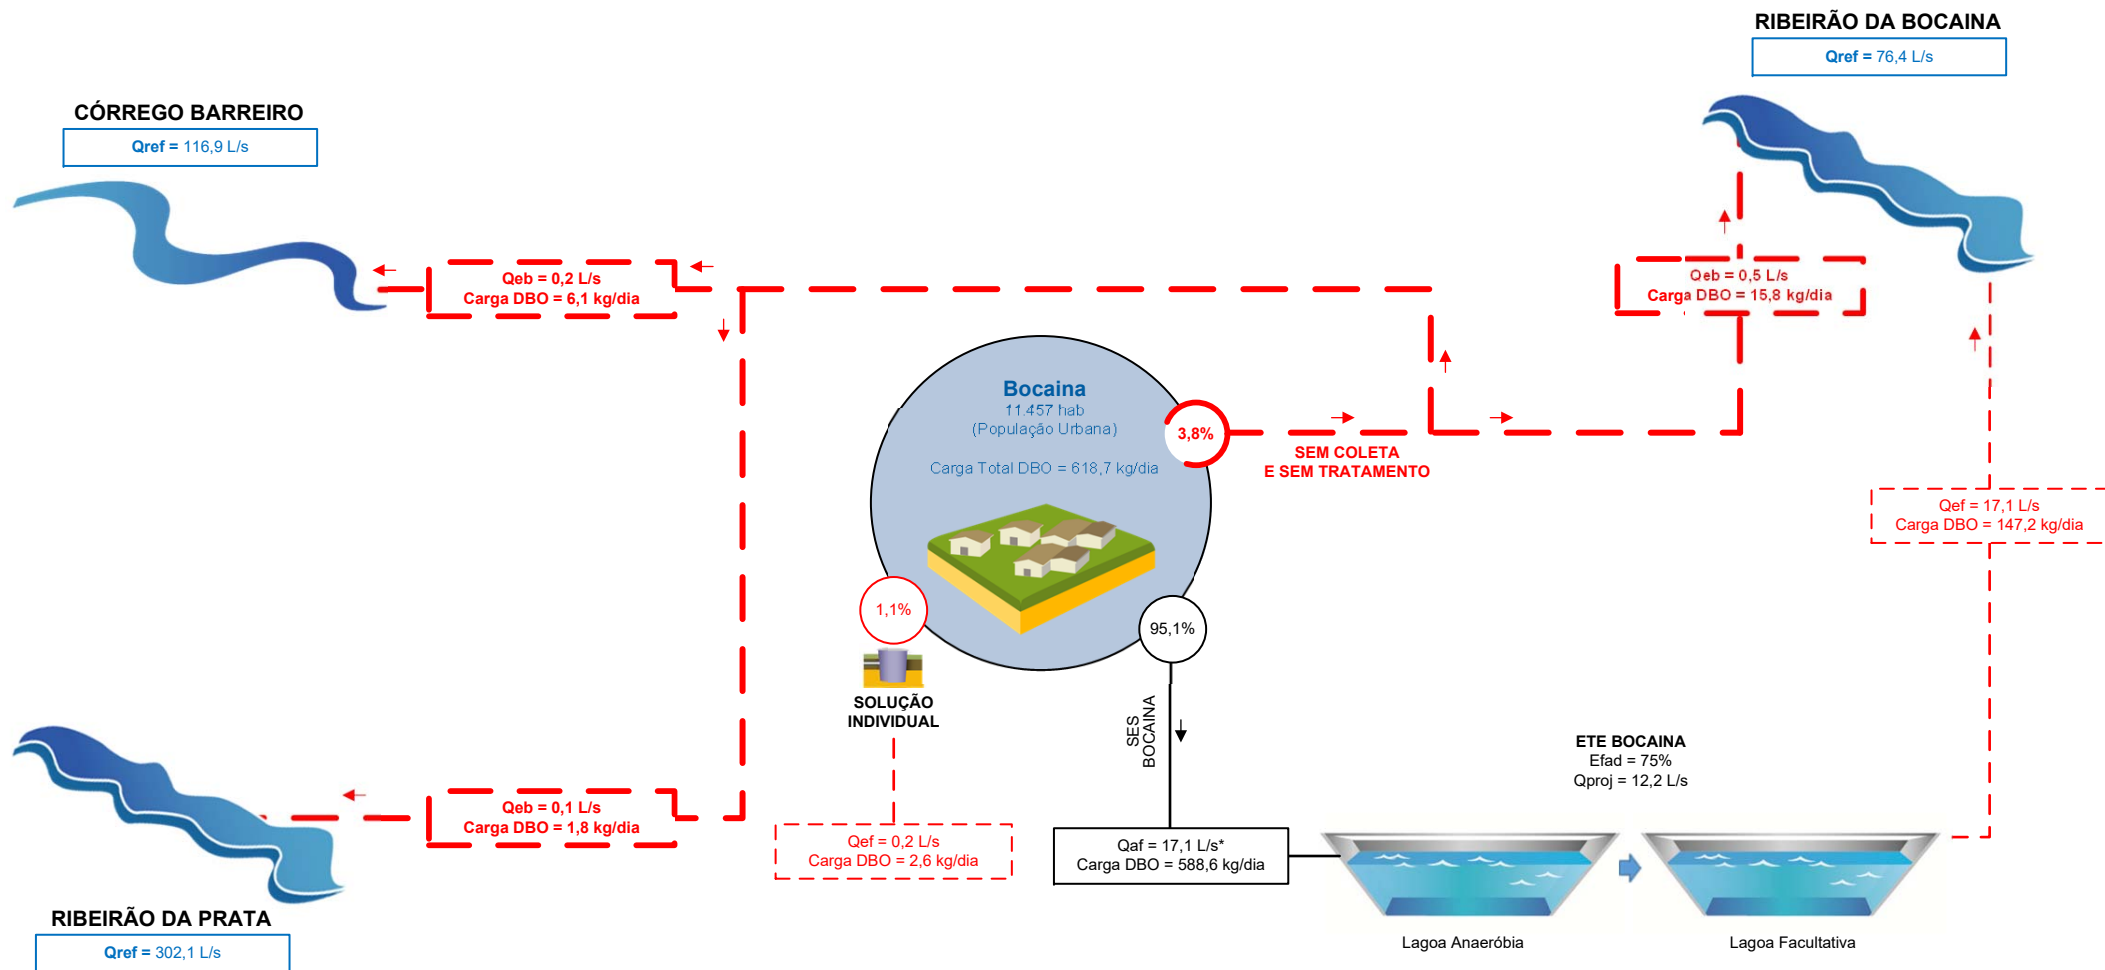 RIBEIRÃO DA BOCAINA
Qref = 76,4 L/s
CÓRREGO BARREIRO
Qref = 116,9 L/s
Qeb = 0,2 L/s
Carga DBO = 6,1 kg/dia
Qeb = 0,5 L/s
Carga DBO = 15,8 kg/dia
Bocaina
11.457 hab
(População Urbana)
Carga Total DBO = 618,7 kg/dia
3,8%
SEM COLETA
E SEM TRATAMENTO
Qef = 17,1 L/s
Carga DBO = 147,2 kg/dia
1,1%
95,1%
SOLUÇÃO
INDIVIDUAL
SES
BOCAINA
ETE BOCAINA
Efad = 75%
Qproj = 12,2 L/s
Qeb = 0,1 L/s
Carga DBO = 1,8 kg/dia
Qef = 0,2 L/s
Carga DBO = 2,6 kg/dia
Qaf = 17,1 L/s*
Carga DBO = 588,6 kg/dia
RIBEIRÃO DA PRATA
Qref = 302,1 L/s
Lagoa Anaeróbia
Lagoa Facultativa